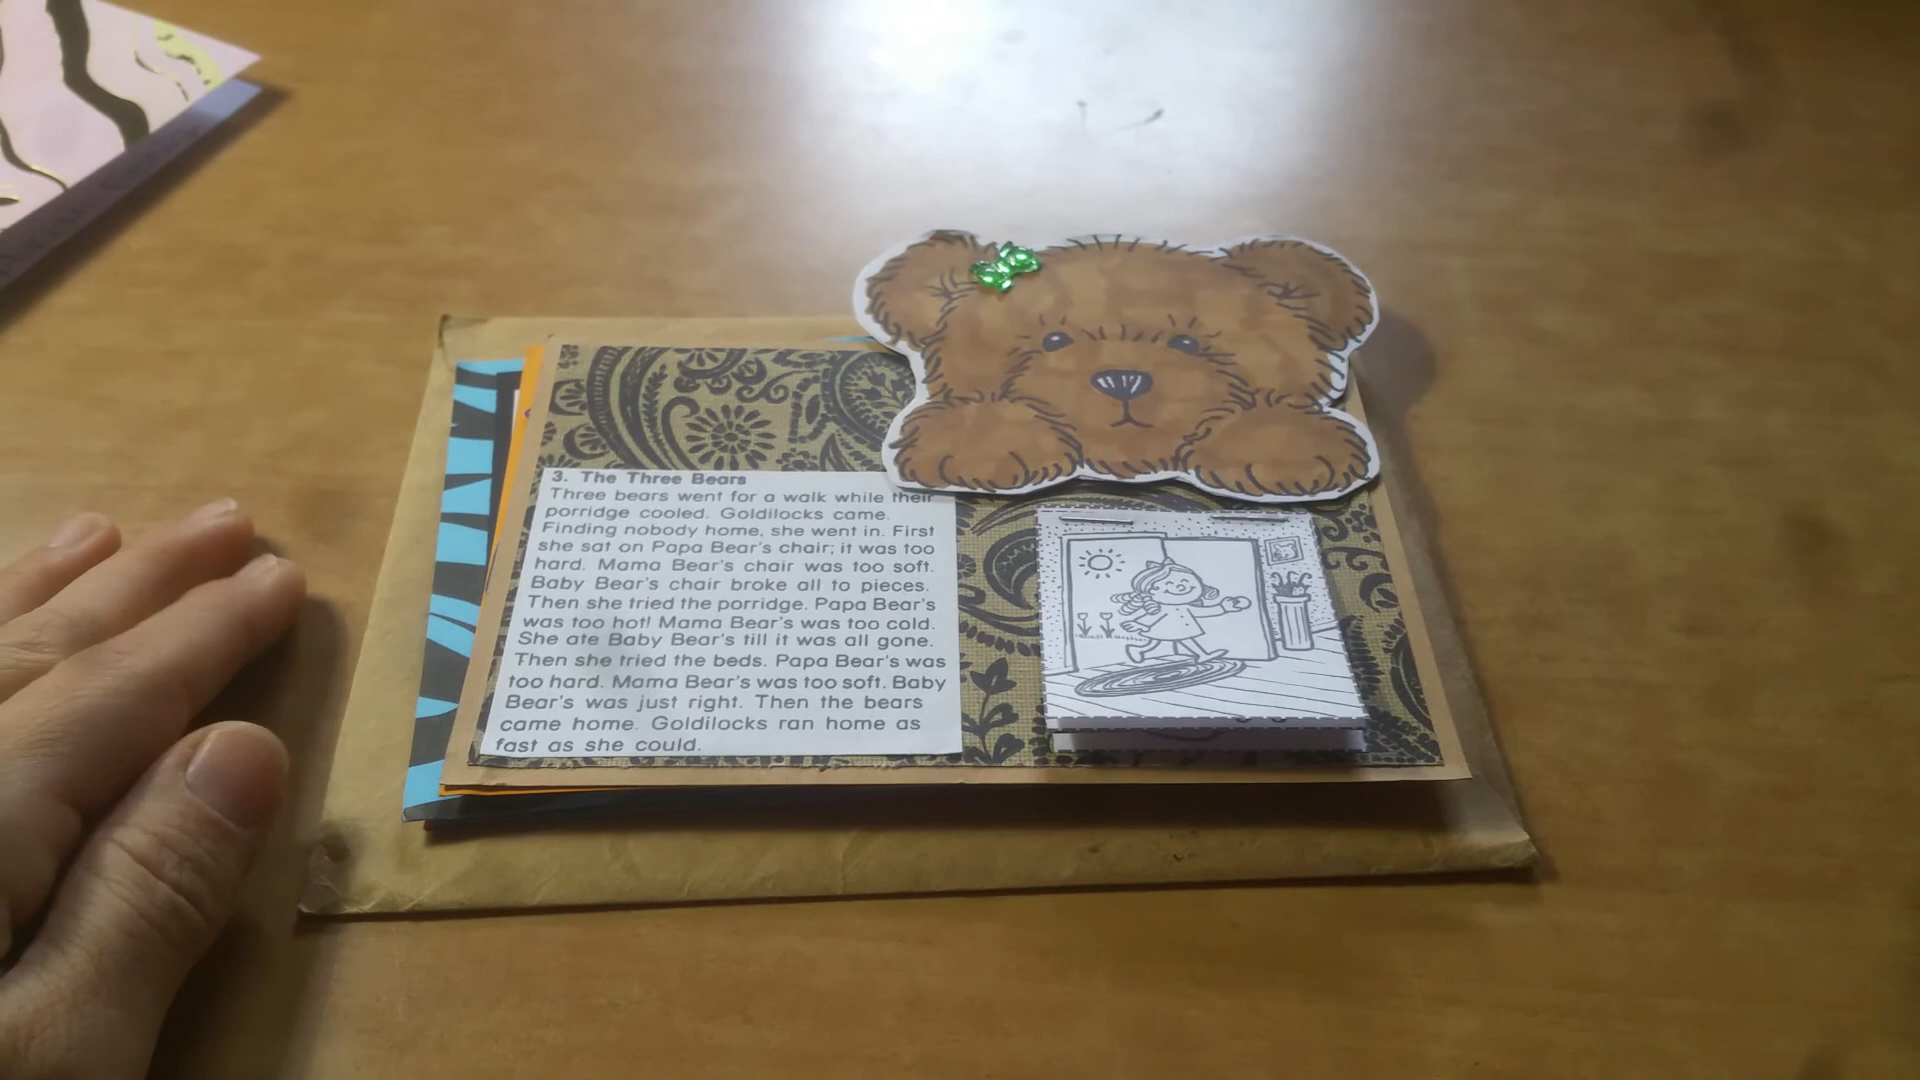 3. The Three Bears
Three bears went for a walk while their
porridge cooled. Goldilocks came.
Finding nobody home, she went in. First
she sat on Papa Bear's chair; it was too
hard. Mama Bear's chair was too soft.
Baby Bear's chair broke all to pieces.
Then she tried the porridge. Papa Bear's
was too hot! Mama Bear's was too cold.
She ate Baby Bear's till it was all gone.
Then she tried the beds. Papa Bear's was
too hard. Mama Bear's was too soft. Baby
Bear's was just right. Then the bears
came home. Goldilocks ran home as
fast as she could.